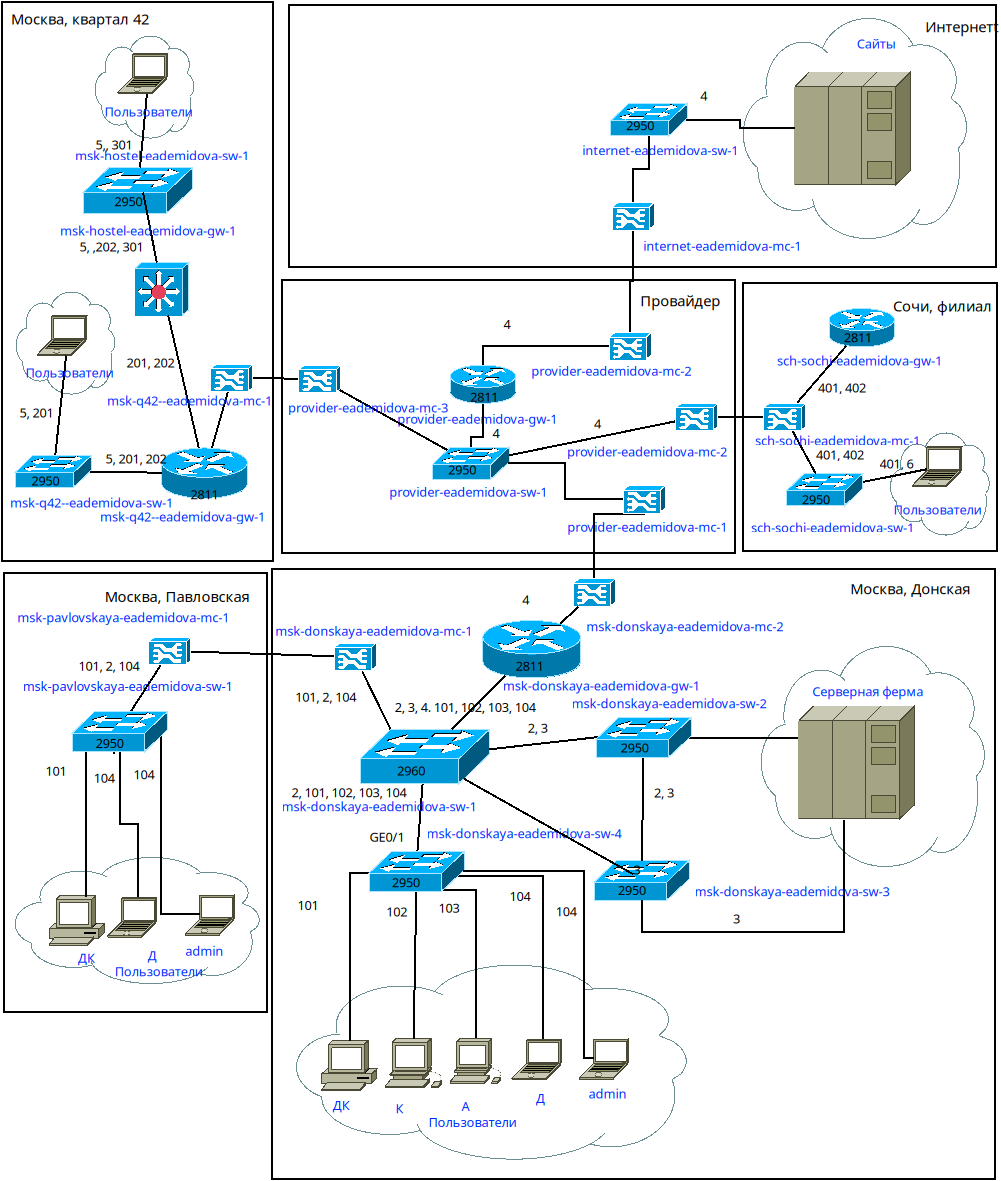 Москва, квартал 42
Пользователи
5,, 301
msk-hostel-eademidova-sw-1
2950
msk-hostel-eademidova-gw-1
5, ,202, 301
201, 202
Пользователи
msk-q42--eademidova-mc-1
5, 201
5, 201, 202
2950
2811
msk-q42--eademidova-sw-1
msk-q42--eademidova-gw-1
Интернетт
Сайты
4
2950
internet-eademidova-sw-1
internet-eademidova-mc-1
Провайдер
4
provider-eademidova-mc-2
2811
provider-eademidova-mc-3
provider-eademidova-gw-1
4
4
provider-eademidova-mc-2
2950
provider-eademidova-sw-1
provider-eademidova-mc-1
Сочи, филиал
2811
sch-sochi-eademidova-gw-1
401, 402
sch-sochi-eademidova-mc-1
401, 402
401, 6
2950
Пользователи
sch-sochi-eademidova-sw-1
Москва, Павловская
msk-pavlovskaya-eademidova-mc-1
101, 2, 104
msk-pavlovskaya-eademidova-sw-1
2950
101
104
104
ДК
Д
admin
Пользователи
Москва, Донская
4
msk-donskaya-eademidova-mc-2
msk-donskaya-eademidova-mc-1
2811
msk-donskaya-eademidova-gw-1
101, 2, 104
2, 3, 4. 101, 102, 103, 104
msk-donskaya-eademidova-sw-2
Серверная ферма
2, 3
2950
2960
2, 101, 102, 103, 104
msk-donskaya-eademidova-sw-1
2, 3
GE0/1
msk-donskaya-eademidova-sw-4
3
2950
2950
msk-donskaya-eademidova-sw-3
101
102
103
104
104
3
ДК
К
А
Д
admin
Пользователи